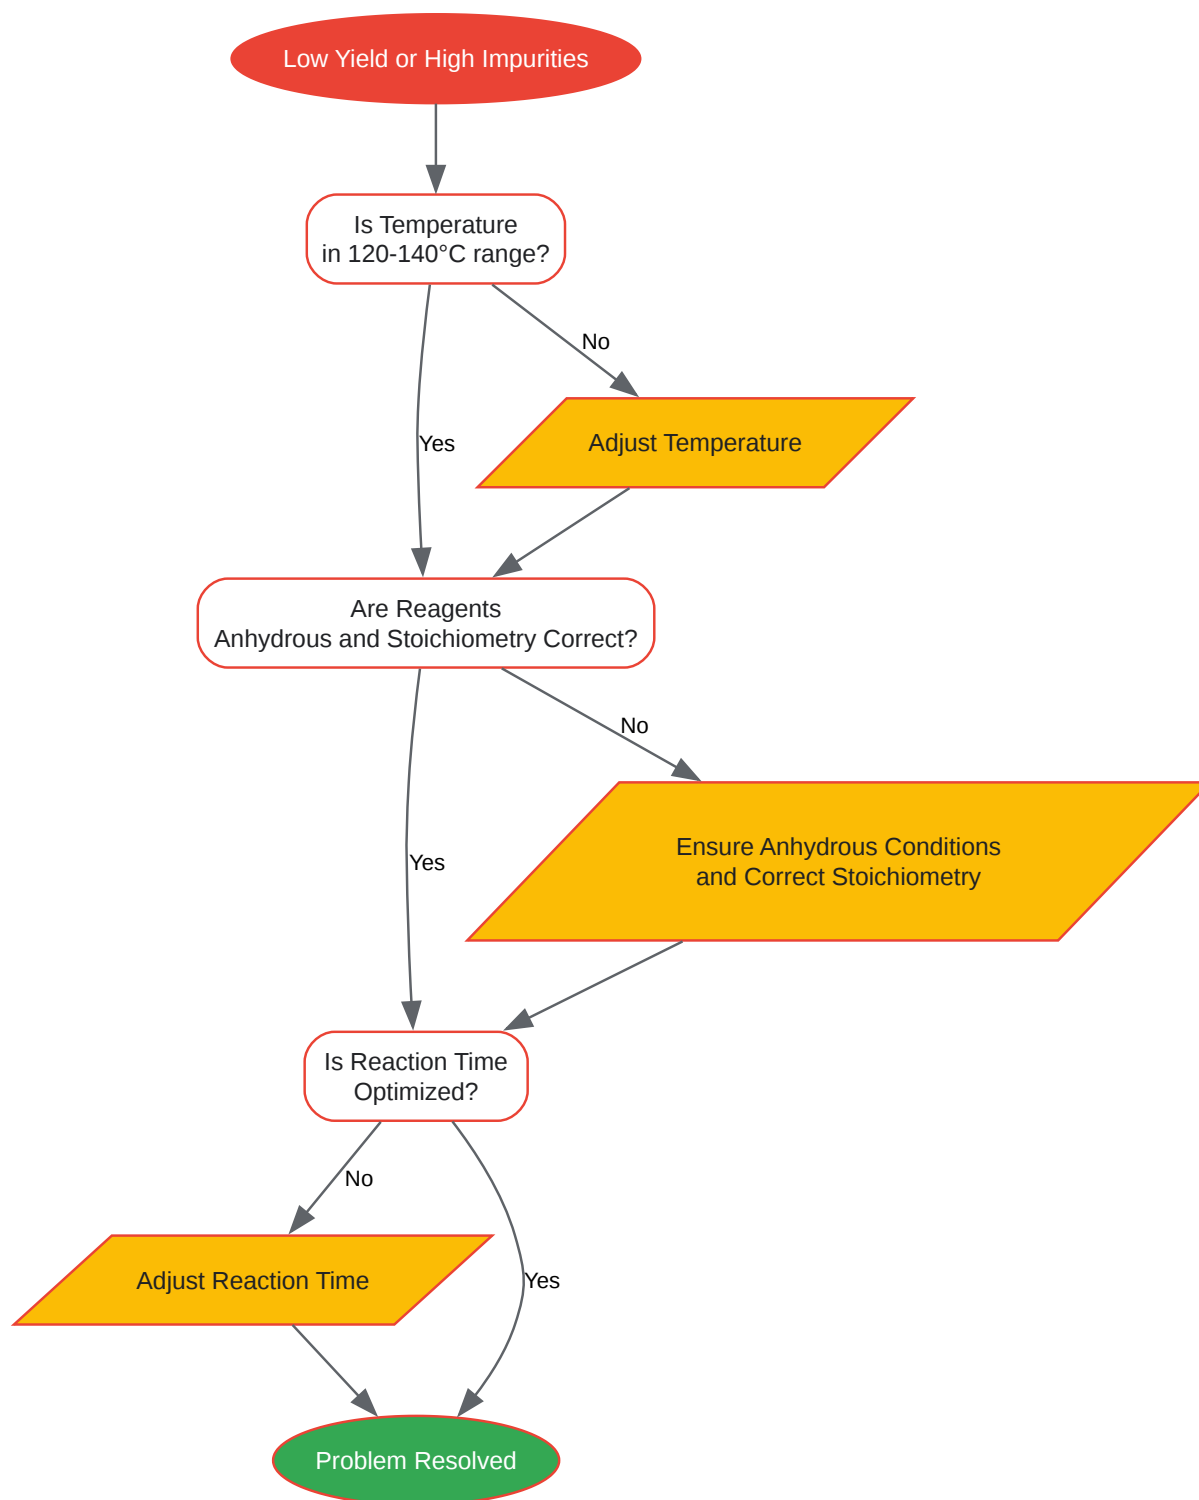 Low Yield or High Impurities
Is Temperature
in 120-140°C range?
No
Yes
Adjust Temperature
Are Reagents
Anhydrous and Stoichiometry Correct?
No
Yes
Ensure Anhydrous Conditions
and Correct Stoichiometry
Is Reaction Time
Optimized?
No
Adjust Reaction Time
Yes
Problem Resolved